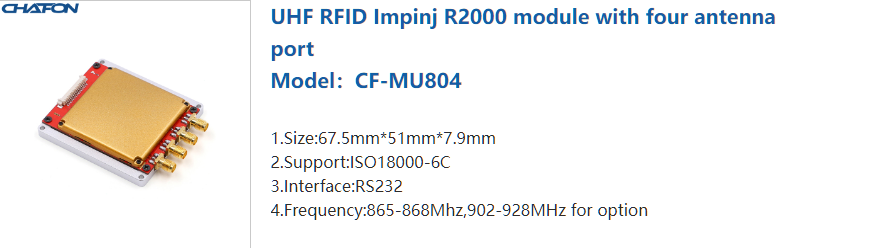 CHAFON
UHF RFID Impinj R2000 module with four antenna
port
Model：CF-MU804
1.Size:67.5mm*51mm*7.9mm
2.Support:ISO18000-6C
3.Interface:RS232
4.Frequency:865-868Mhz,902-928MHz for option